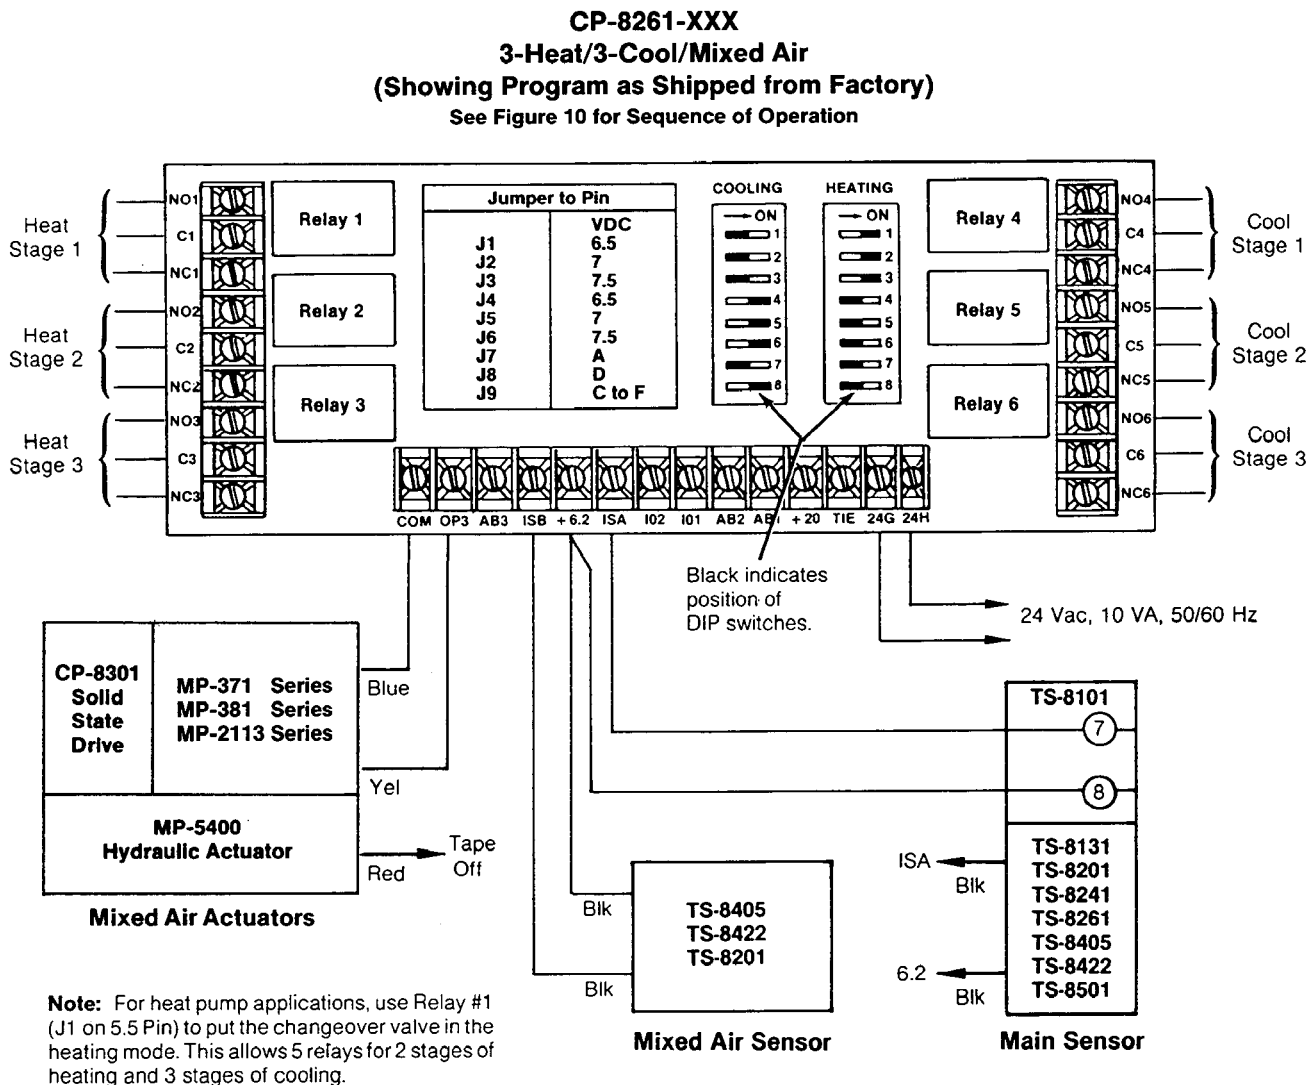 CP-8261-XXX
3-Heat/3-Cool/Mixed Air
(Showing Program as Shipped from Factory)
See Figure 10 for Sequence of Operation
Heat
Stage 1
Heat
Stage 2
Heat
Stage 3
NO1
C1
NC1
NO2
C2
NC2
NO3
C3
NC3
Relay 1
Relay 2
Relay 3
Jumper to Pin
VDC
J1 6.5
J2 7
J3 7.5
J4 6.5
J5 7
J6 7.5
J7 A
J8 D
J9 C to F
COOLING
→ ON
1
2
3
4
5
6
7
8
HEATING
→ ON
1
2
3
4
5
6
7
8
Relay 4
Relay 5
Relay 6
NO4
C4
NC4
NO5
C5
NC5
NO6
C6
NC6
Cool
Stage 1
Cool
Stage 2
Cool
Stage 3
COM OP3 AB3 ISB +6.2 ISA I02 I01 AB2 AB1 +20 TIE 24G 24H
Black indicates
position of
DIP switches.
24 Vac, 10 VA, 50/60 Hz
CP-8301
Solid
State
Drive
MP-371 Series
MP-381 Series
MP-2113 Series
Blue
Yel
MP-5400
Hydraulic Actuator
Red
Tape
Off
Mixed Air Actuators
Blk
Blk
TS-8405
TS-8422
TS-8201
Mixed Air Sensor
TS-8101
7
8
ISA
Blk
6.2
Blk
TS-8131
TS-8201
TS-8241
TS-8261
TS-8405
TS-8422
TS-8501
Main Sensor
Note: For heat pump applications, use Relay #1
(J1 on 5.5 Pin) to put the changeover valve in the
heating mode. This allows 5 relays for 2 stages of
heating and 3 stages of cooling.